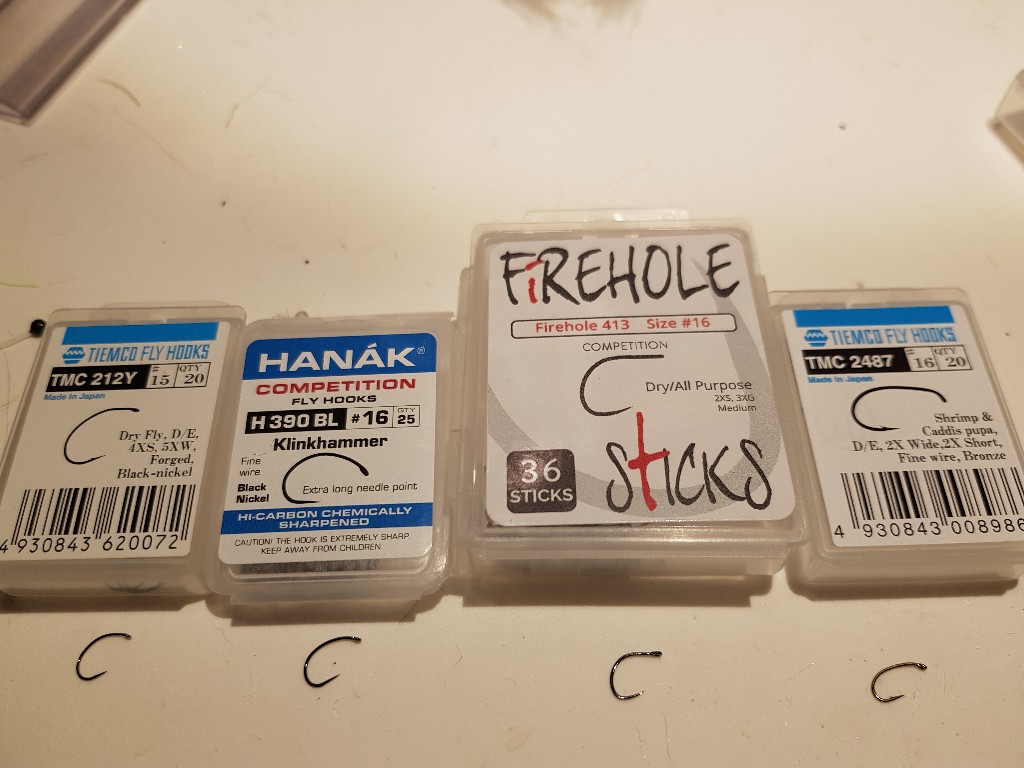 TIEMCO FLY HOOKS
TMC 212Y # 15 QTY 20
Made in Japan
Dry Fly, D/E,
4XS, 5XW,
Forged,
Black-nickel
4 930843 620072
HANÁK®
COMPETITION
FLY HOOKS
H 390 BL #16 QTY 25
Klinkhammer
Fine
wire
Black
Nickel
Extra long needle point
HI-CARBON CHEMICALLY
SHARPENED
CAUTION! THE HOOK IS EXTREMELY SHARP.
KEEP AWAY FROM CHILDREN.
FiREHOLE
Firehole 413 Size #16
COMPETITION
Dry/All Purpose
2XS, 3XG
Medium
36
STICKS
StiCKS
TIEMCO FLY HOOKS
TMC 2487 # 16 QTY 20
Made in Japan
Shrimp &
Caddis pupa,
D/E, 2X Wide,2X Short,
Fine wire, Bronze
4 930843 008986